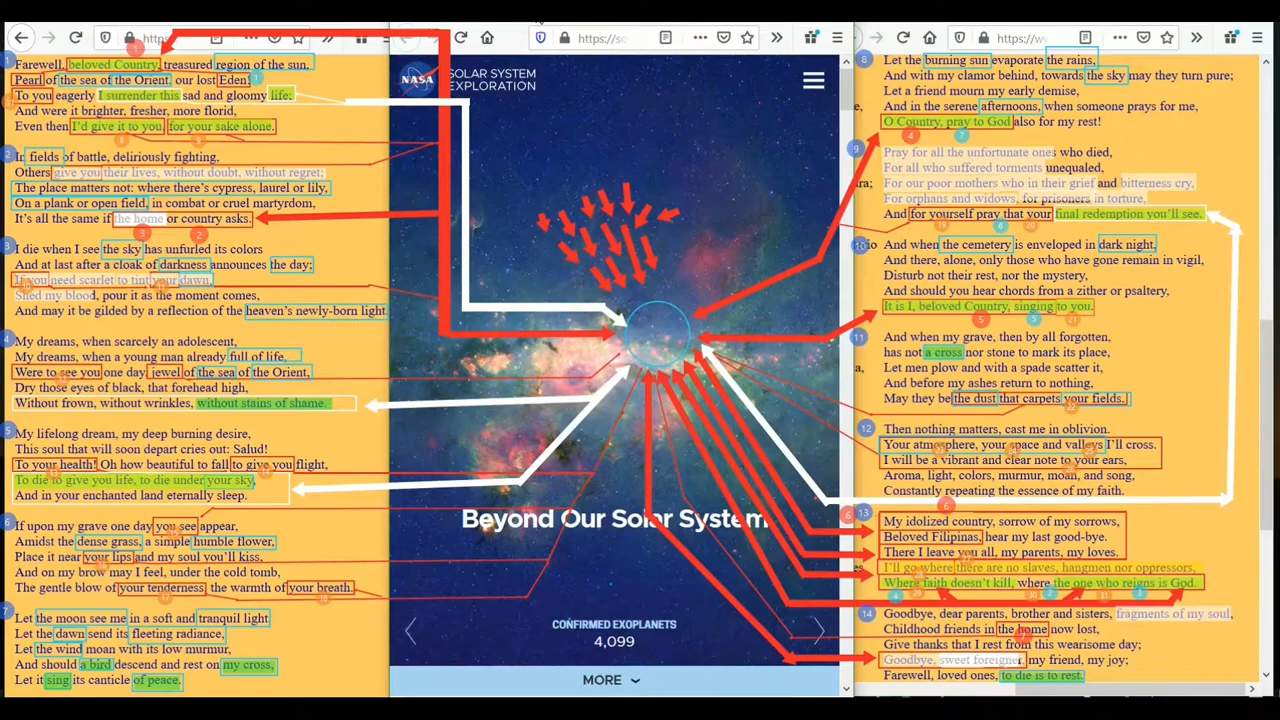 https://
Farewell, beloved Country, treasured region of the sun,
Pearl of the sea of the Orient, our lost Eden!
To you eagerly I surrender this sad and gloomy life;
And were it brighter, fresher, more florid,
Even then I'd give it to you, for your sake alone.
In fields of battle, deliriously fighting,
Others give you their lives, without doubt, without regret;
The place matters not: where there's cypress, laurel or lily,
On a plank or open field, in combat or cruel martyrdom,
It's all the same if the home or country asks.
I die when I see the sky has unfurled its colors
And at last after a cloak of darkness announces the day;
If you need scarlet to tint your dawn,
Shed my blood, pour it as the moment comes,
And may it be gilded by a reflection of the heaven's newly-born light.
My dreams, when scarcely an adolescent,
My dreams, when a young man already full of life,
Were to see you one day, jewel of the sea of the Orient,
Dry those eyes of black, that forehead high,
Without frown, without wrinkles, without stains of shame.
My lifelong dream, my deep burning desire,
This soul that will soon depart cries out: Salud!
To your health! Oh how beautiful to fall to give you flight,
To die to give you life, to die under your sky,
And in your enchanted land eternally sleep.
If upon my grave one day you see appear,
Amidst the dense grass, a simple humble flower,
Place it near your lips and my soul you'll kiss,
And on my brow may I feel, under the cold tomb,
The gentle blow of your tenderness, the warmth of your breath.
Let the moon see me in a soft and tranquil light
Let the dawn send its fleeting radiance,
Let the wind moan with its low murmur,
And should a bird descend and rest on my cross,
Let it sing its canticle of peace.
https://so
NASA
SOLAR SYSTEM
EXPLORATION
Beyond Our Solar System
CONFIRMED EXOPLANETS
4,099
MORE
https://w
Let the burning sun evaporate the rains,
And with my clamor behind, towards the sky may they turn pure;
Let a friend mourn my early demise,
And in the serene afternoons, when someone prays for me,
O Country, pray to God also for my rest!
Pray for all the unfortunate ones who died,
For all who suffered torments unequaled,
For our poor mothers who in their grief and bitterness cry,
For orphans and widows, for prisoners in torture,
And for yourself pray that your final redemption you'll see.
And when the cemetery is enveloped in dark night,
And there, alone, only those who have gone remain in vigil,
Disturb not their rest, nor the mystery,
And should you hear chords from a zither or psaltery,
It is I, beloved Country, singing to you.
And when my grave, then by all forgotten,
has not a cross nor stone to mark its place,
Let men plow and with a spade scatter it,
And before my ashes return to nothing,
May they be the dust that carpets your fields.
Then nothing matters, cast me in oblivion.
Your atmosphere, your space and valleys I'll cross.
I will be a vibrant and clear note to your ears,
Aroma, light, colors, murmur, moan, and song,
Constantly repeating the essence of my faith.
My idolized country, sorrow of my sorrows,
Beloved Filipinas, hear my last good-bye.
There I leave you all, my parents, my loves.
I'll go where there are no slaves, hangmen nor oppressors,
Where faith doesn't kill, where the one who reigns is God.
Goodbye, dear parents, brother and sisters, fragments of my soul,
Childhood friends in the home now lost,
Give thanks that I rest from this wearisome day;
Goodbye, sweet foreigner, my friend, my joy;
Farewell, loved ones, to die is to rest.